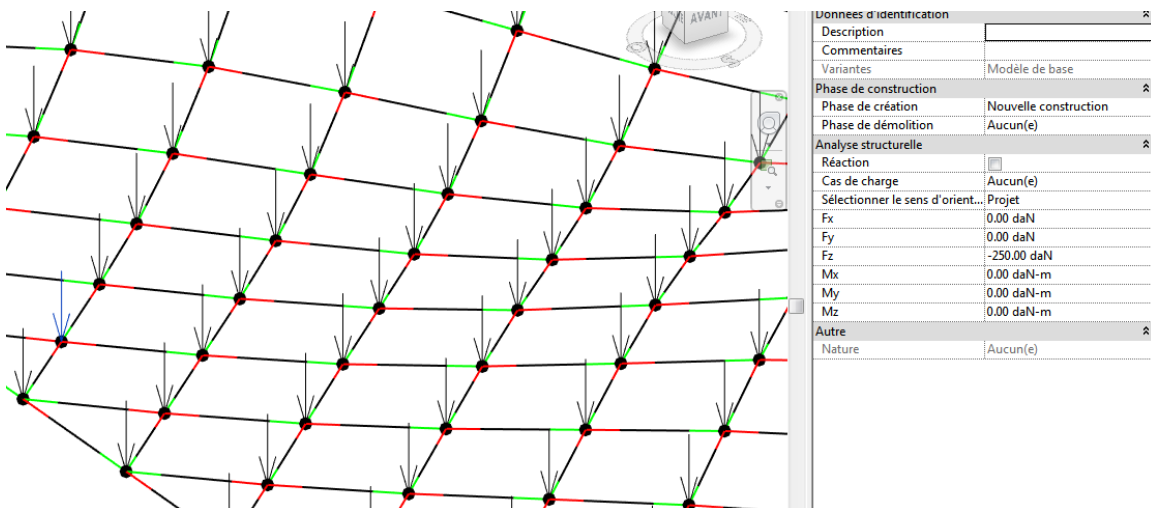 AVANT
S
Données d'identification
Description
Commentaires
Variantes Modèle de base
Phase de construction
Phase de création Nouvelle construction
Phase de démolition Aucun(e)
Analyse structurelle
Réaction
Cas de charge Aucun(e)
Sélectionner le sens d'orient... Projet
Fx 0.00 daN
Fy 0.00 daN
Fz -250.00 daN
Mx 0.00 daN-m
My 0.00 daN-m
Mz 0.00 daN-m
Autre
Nature Aucun(e)